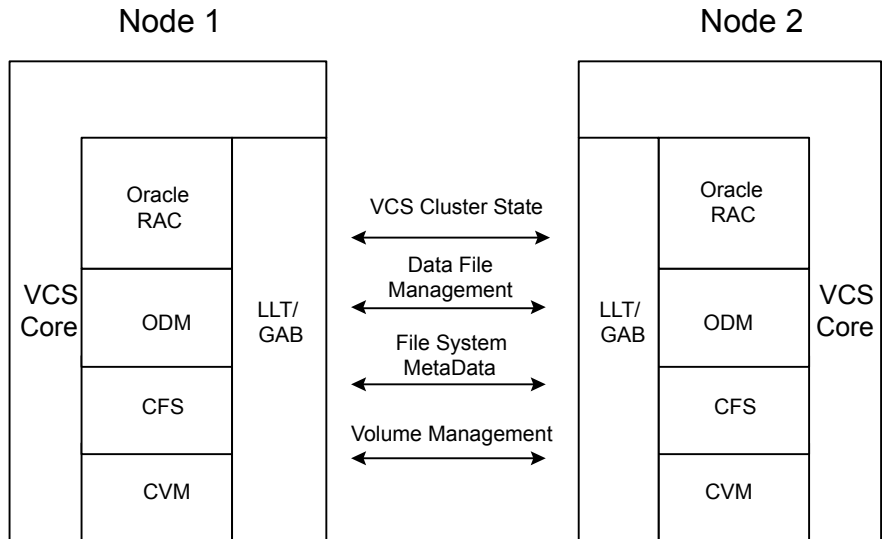 Node 1
Node 2
VCS
Core
Oracle
RAC
ODM
CFS
CVM
LLT/
GAB
VCS Cluster State
Data File
Management
File System
MetaData
Volume Management
LLT/
GAB
Oracle
RAC
ODM
CFS
CVM
VCS
Core